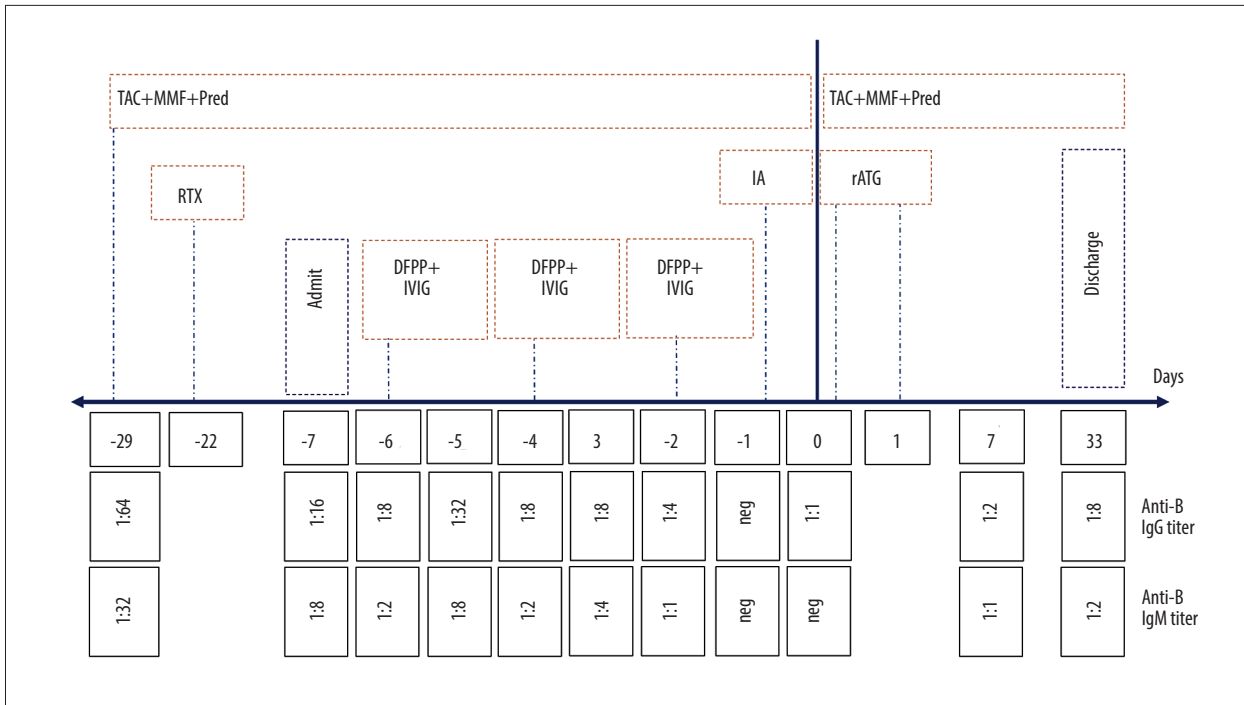 TAC+MMF+Pred
TAC+MMF+Pred
RTX
IA
rATG
Admit
DFPP+
IVIG
DFPP+
IVIG
DFPP+
IVIG
Discharge
Days
-29 -22 -7 -6 -5 -4 3 -2 -1 0 1 7 33
1:64 1:16 1:8 1:32 1:8 1:8 1:4 neg 1:1 1:2 1:8 Anti-B
IgG titer
1:32 1:8 1:2 1:8 1:2 1:4 1:1 neg neg 1:1 1:2 Anti-B
IgM titer